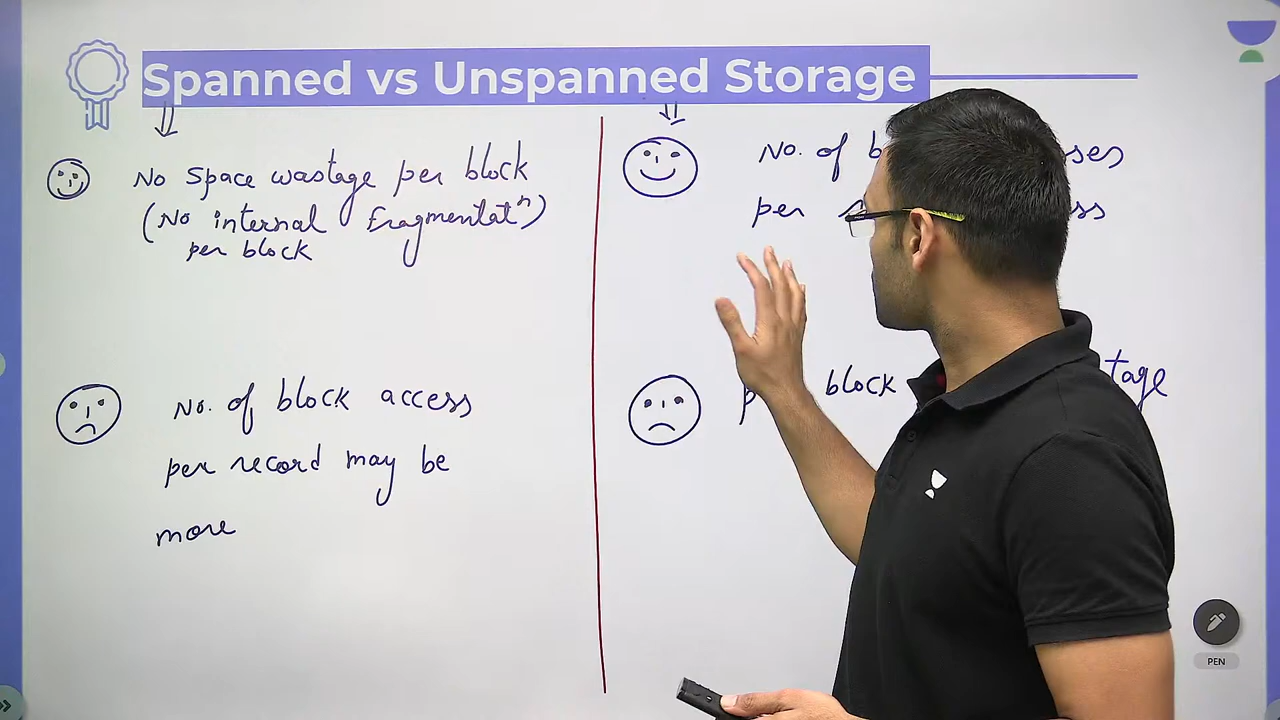 Spanned vs Unspanned Storage
No space wastage per block
(No internal fragmentatⁿ)
per block
No. of block access
per record may be
more
No. of
per
block
PEN